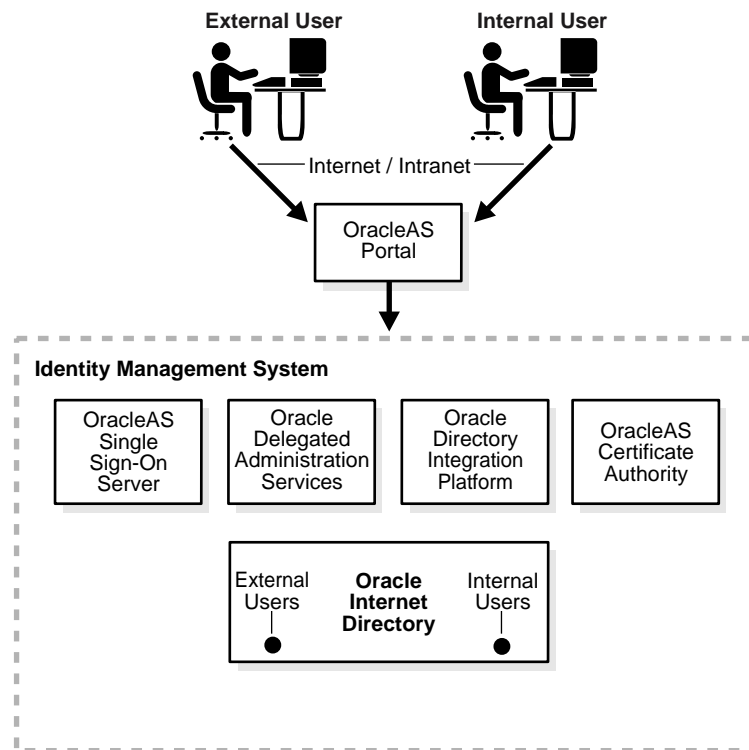 External User
Internal User
Internet / Intranet
OracleAS
Portal
Identity Management System
OracleAS
Single
Sign-On
Server
Oracle
Delegated
Administration
Services
Oracle
Directory
Integration
Platform
OracleAS
Certificate
Authority
External
Users
Oracle
Internet
Directory
Internal
Users